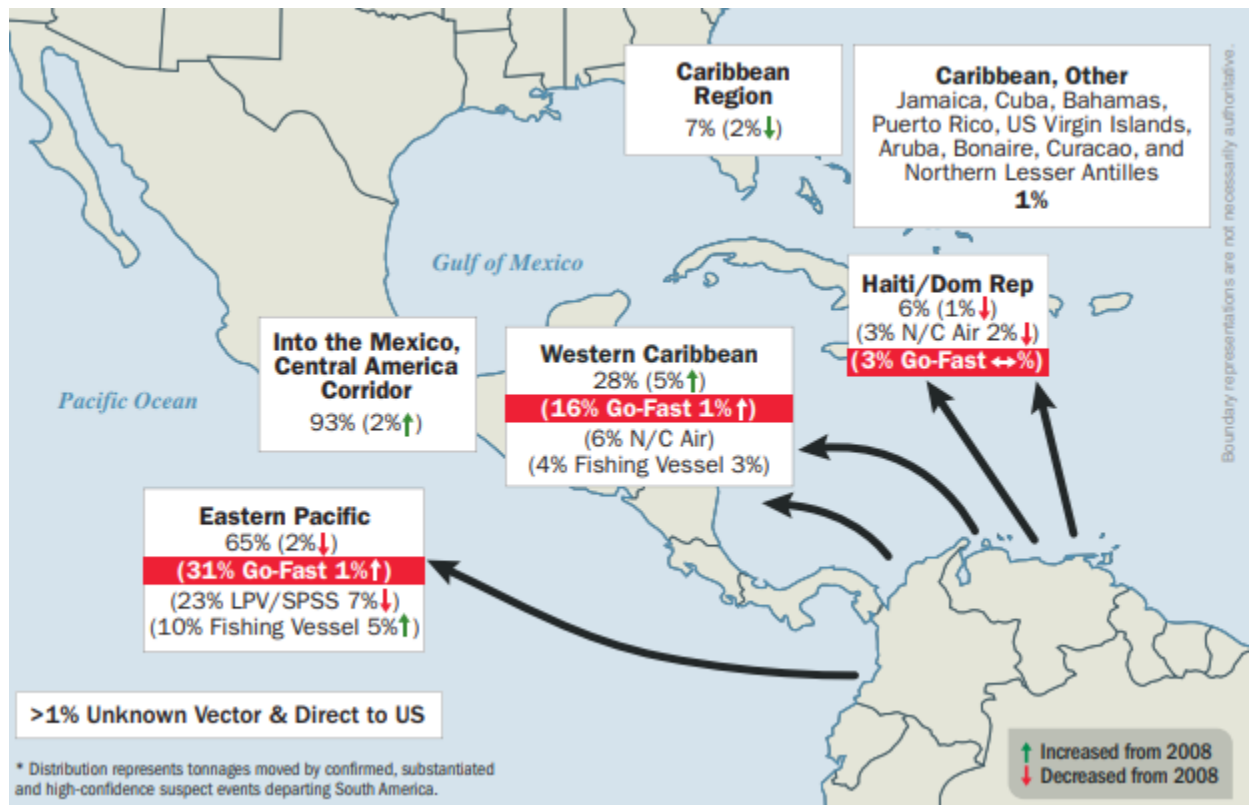 Caribbean
Region
7% (2%↓)
Caribbean, Other
Jamaica, Cuba, Bahamas,
Puerto Rico, US Virgin Islands,
Aruba, Bonaire, Curacao, and
Northern Lesser Antilles
1%
Boundary representations are not necessarily authoritative.
Gulf of Mexico
Haiti/Dom Rep
6% (1%↓)
(3% N/C Air 2%↓)
(3% Go-Fast ↔%)
Into the Mexico,
Central America
Corridor
93% (2%↑)
Western Caribbean
28% (5%↑)
(16% Go-Fast 1%↑)
(6% N/C Air)
(4% Fishing Vessel 3%)
Pacific Ocean
Eastern Pacific
65% (2%↓)
(31% Go-Fast 1%↑)
(23% LPV/SPSS 7%↓)
(10% Fishing Vessel 5%↑)
>1% Unknown Vector & Direct to US
* Distribution represents tonnages moved by confirmed, substantiated
and high-confidence suspect events departing South America.
↑ Increased from 2008
↓ Decreased from 2008